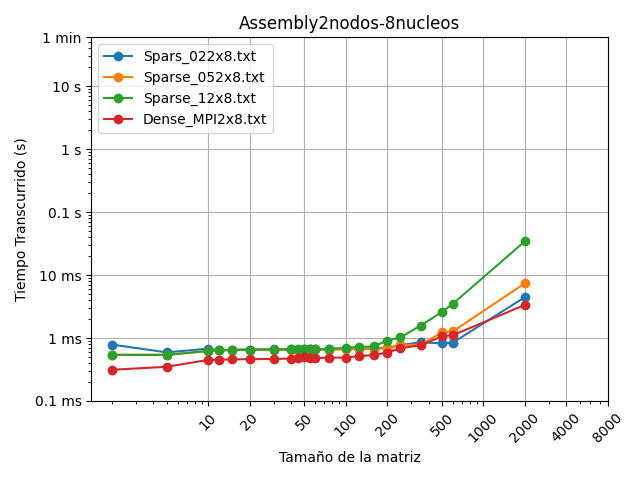 Assembly2nodos-8nucleos
Tiempo Transcurrido (s)
1 min
10 s
1 s
0.1 s
10 ms
1 ms
0.1 ms
Spars_022x8.txt
Sparse_052x8.txt
Sparse_12x8.txt
Dense_MPI2x8.txt
10
20
50
100
200
500
1000
2000
4000
8000
Tamaño de la matriz